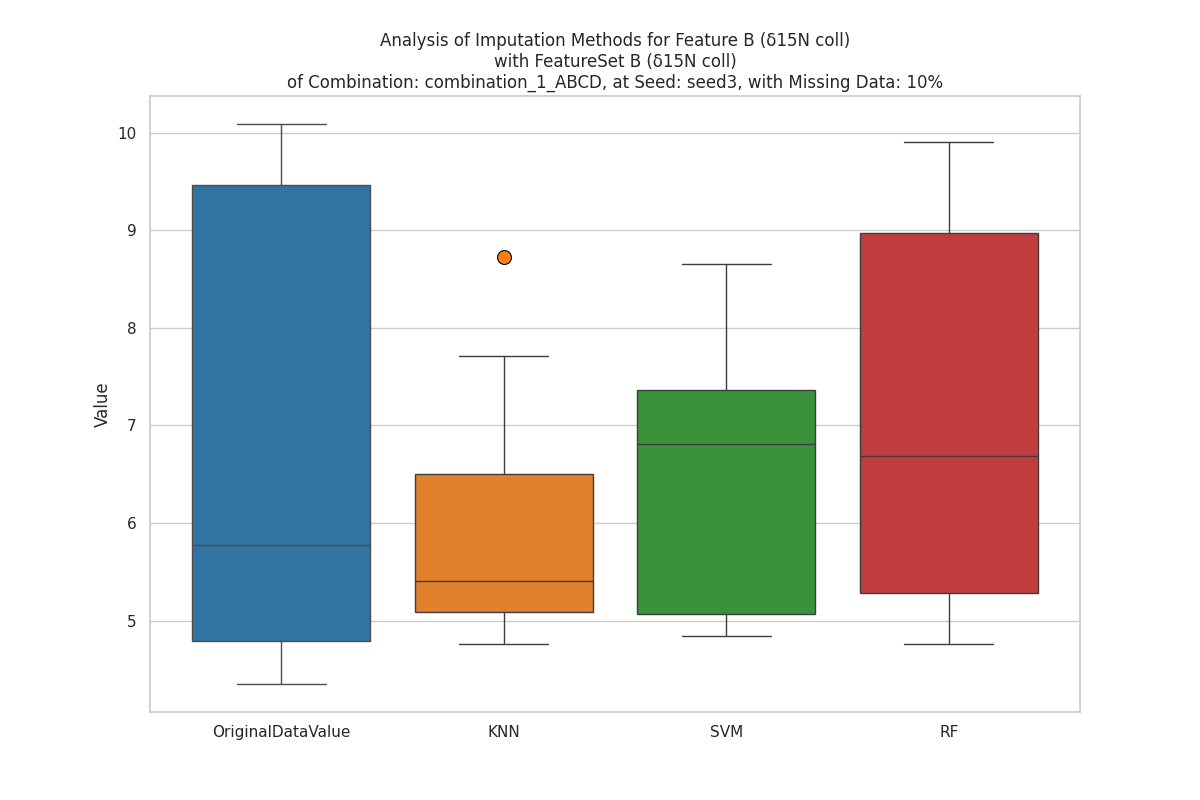 Analysis of Imputation Methods for Feature B (δ15N coll)
with FeatureSet B (δ15N coll)
of Combination: combination_1_ABCD, at Seed: seed3, with Missing Data: 10%
10
9
8
7
6
5
Value
OriginalDataValue
KNN
SVM
RF